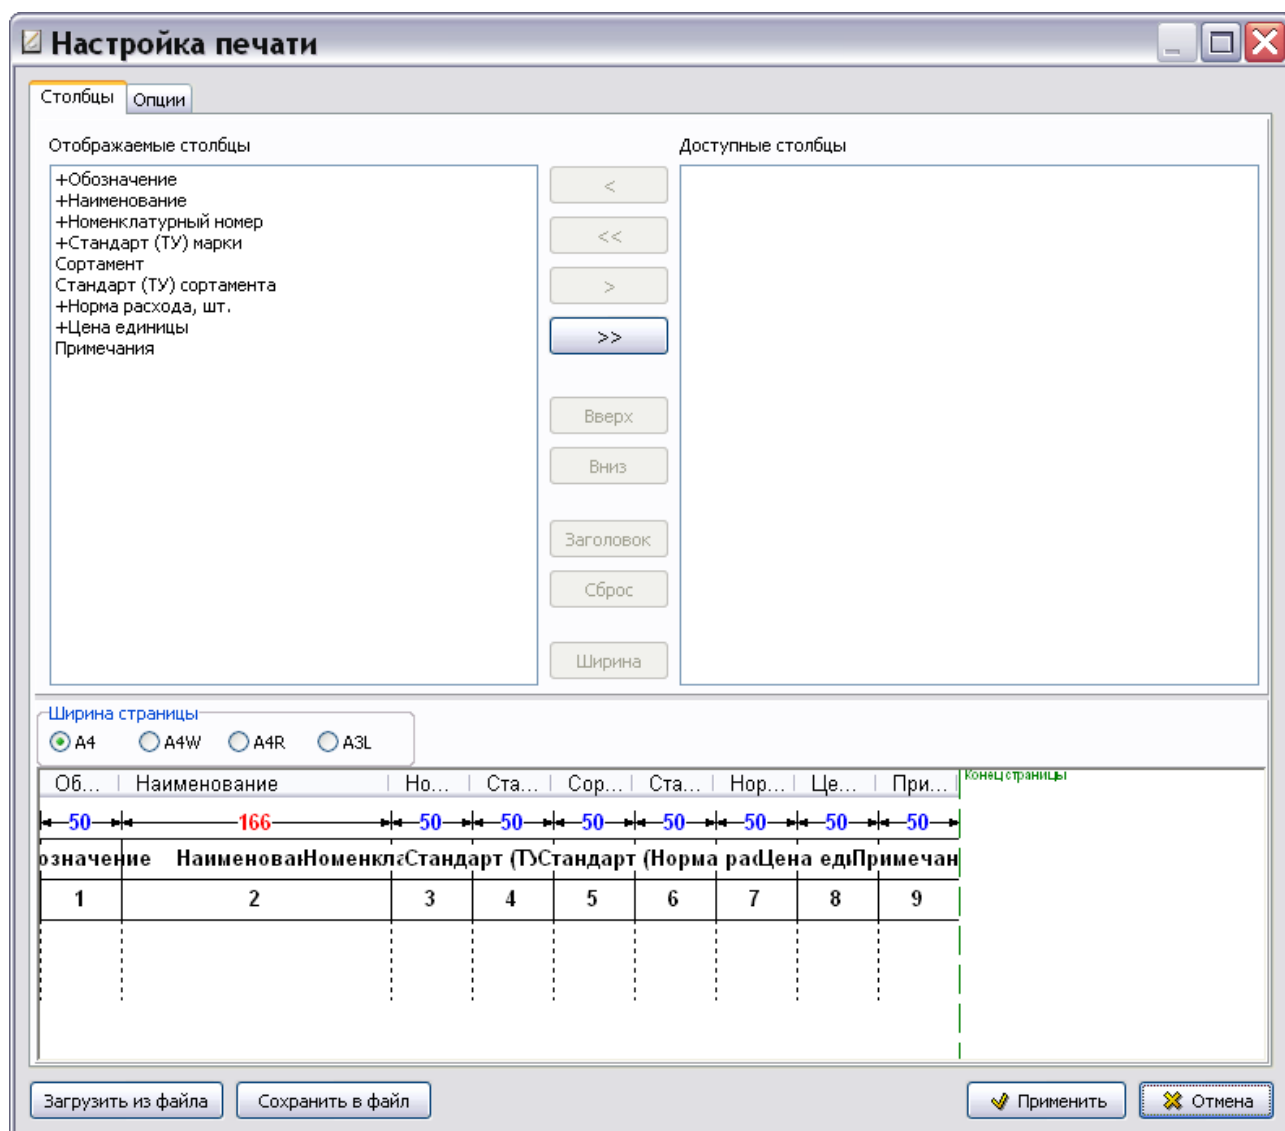 Настройка печати
Столбцы Опции
Отображаемые столбцы
Доступные столбцы
+Обозначение
+Наименование
+Номенклатурный номер
+Стандарт (ТУ) марки
Сортамент
Стандарт (ТУ) сортамента
+Норма расхода, шт.
+Цена единицы
Примечания
<
<<
>
>>
Вверх
Вниз
Заголовок
Сброс
Ширина
Ширина страницы
A4 A4W A4R A3L
Об... Наименование Но... Ста... Сор... Ста... Нор... Це... При...
Конец страницы
50 166 50 50 50 50 50 50 50
означение Наименован Номенкла Стандарт (ТУ Стандарт ( Норма рас Цена еди Примечан
1 2 3 4 5 6 7 8 9
Загрузить из файла Сохранить в файл Применить Отмена